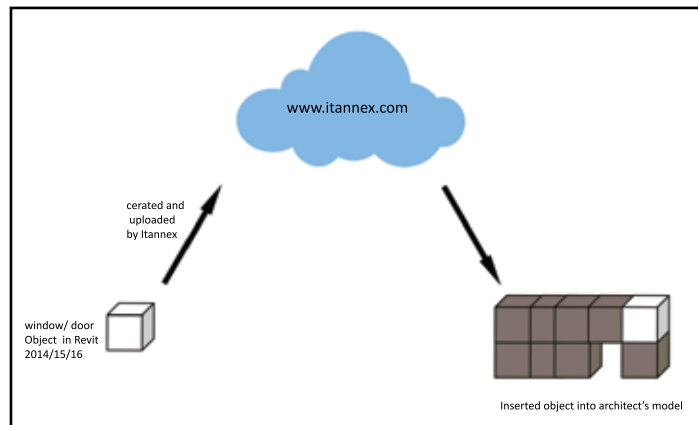 www.itannex.com
cerated and
uploaded
by Itannex
window/ door
Object in Revit
2014/15/16
Inserted object into architect's model